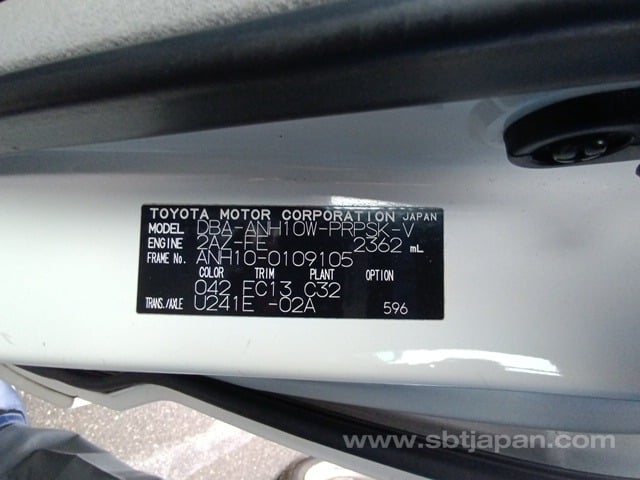 TOYOTA MOTOR CORPORATION JAPAN
MODEL DBA-ANH10W-PRPSK-V
ENGINE 2AZ-FE 2362 mL
FRAME No. ANH10-0109105
COLOR TRIM PLANT OPTION
042 FC13 C32
TRANS./AXLE U241E -02A 596
www.sbtjapan.com